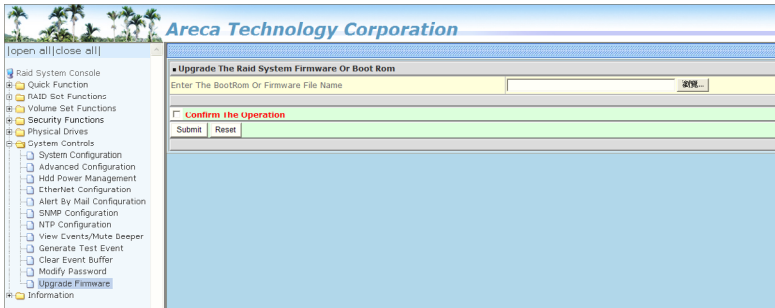 Areca Technology Corporation
|open all|close all|
Raid System Console
Quick Function
RAID Set Functions
Volume Set Functions
Security Functions
Physical Drives
System Controls
System Configuration
Advanced Configuration
Hdd Power Management
EtherNet Configuration
Alert By Mail Configuration
SNMP Configuration
NTP Configuration
View Events/Mute Beeper
Generate Test Event
Clear Event Buffer
Modify Password
Upgrade Firmware
Information
Upgrade The Raid System Firmware Or Boot Rom
Enter The BootRom Or Firmware File Name
瀏覽...
Confirm The Operation
Submit Reset